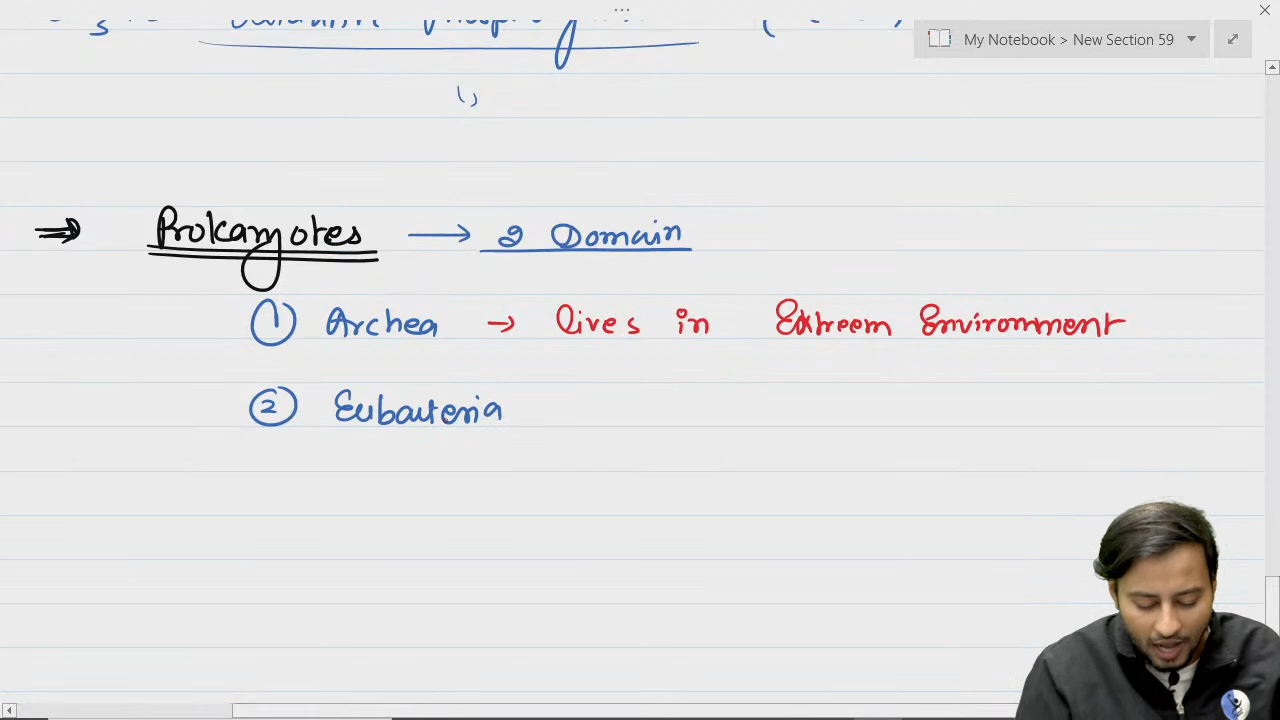 My Notebook > New Section 59
⇒ Prokaryotes → 2 Domain
① Archea → lives in Extreem Environment
② Eubacteria